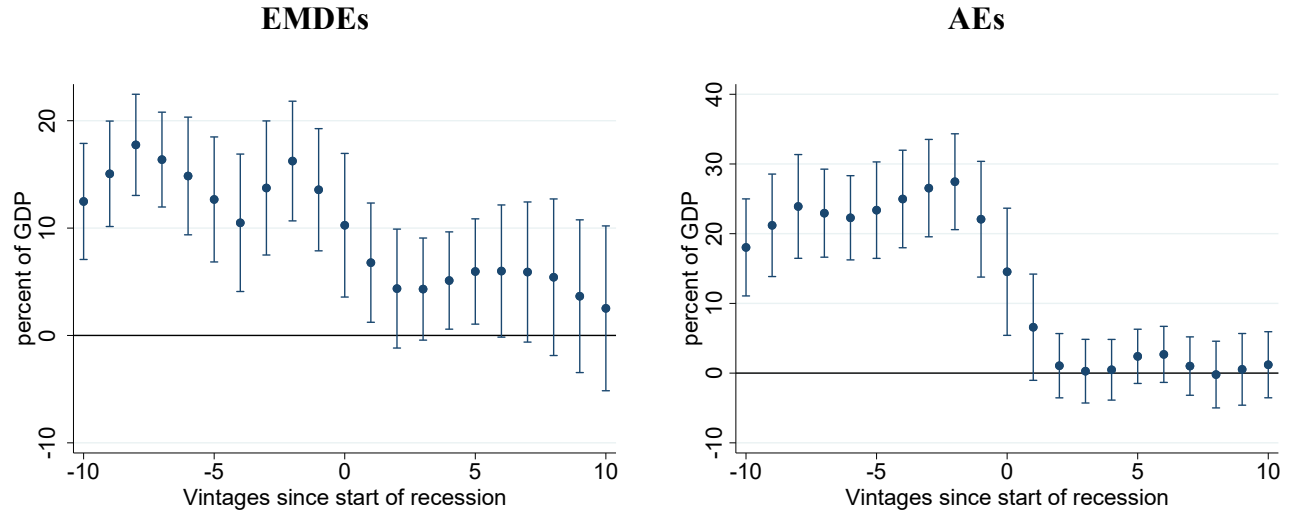 EMDEs
percent of GDP
20
10
0
-10
-10 -5 0 5 10
Vintages since start of recession
AEs
percent of GDP
40
30
20
10
0
-10
-10 -5 0 5 10
Vintages since start of recession